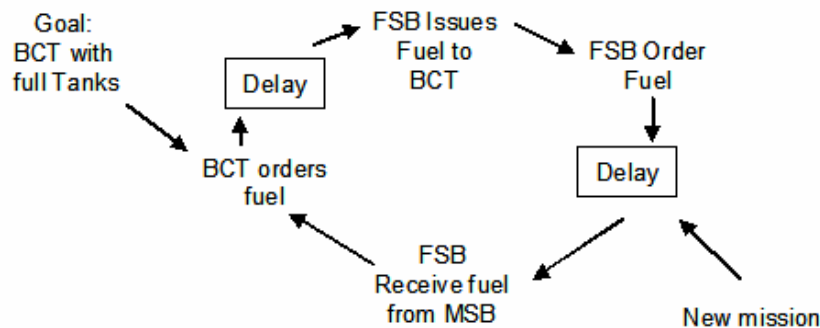 Goal:
BCT with
full Tanks
Delay
FSB Issues
Fuel to
BCT
FSB Order
Fuel
Delay
BCT orders
fuel
FSB
Receive fuel
from MSB
New mission